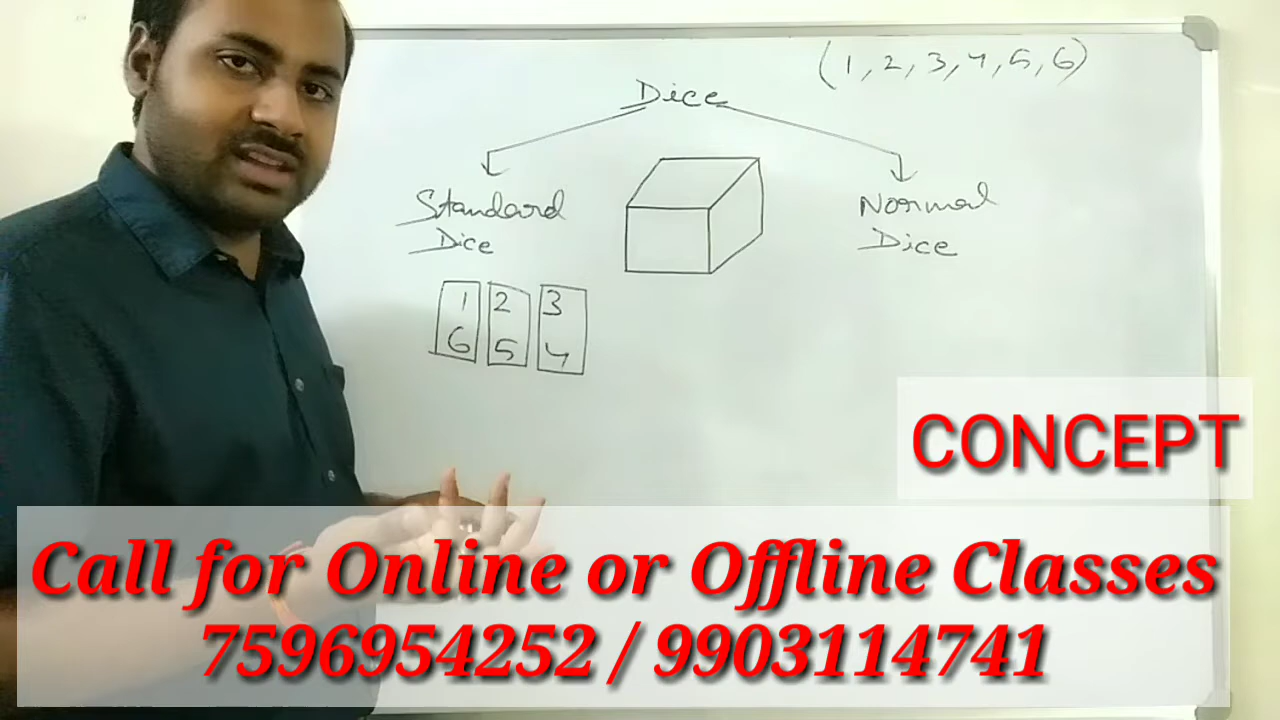 (1, 2, 3, 4, 5, 6)
Dice
Standard
Dice
Normal
Dice
1 2 3
6 5 4
CONCEPT
Call for Online or Offline Classes
7596954252 / 9903114741